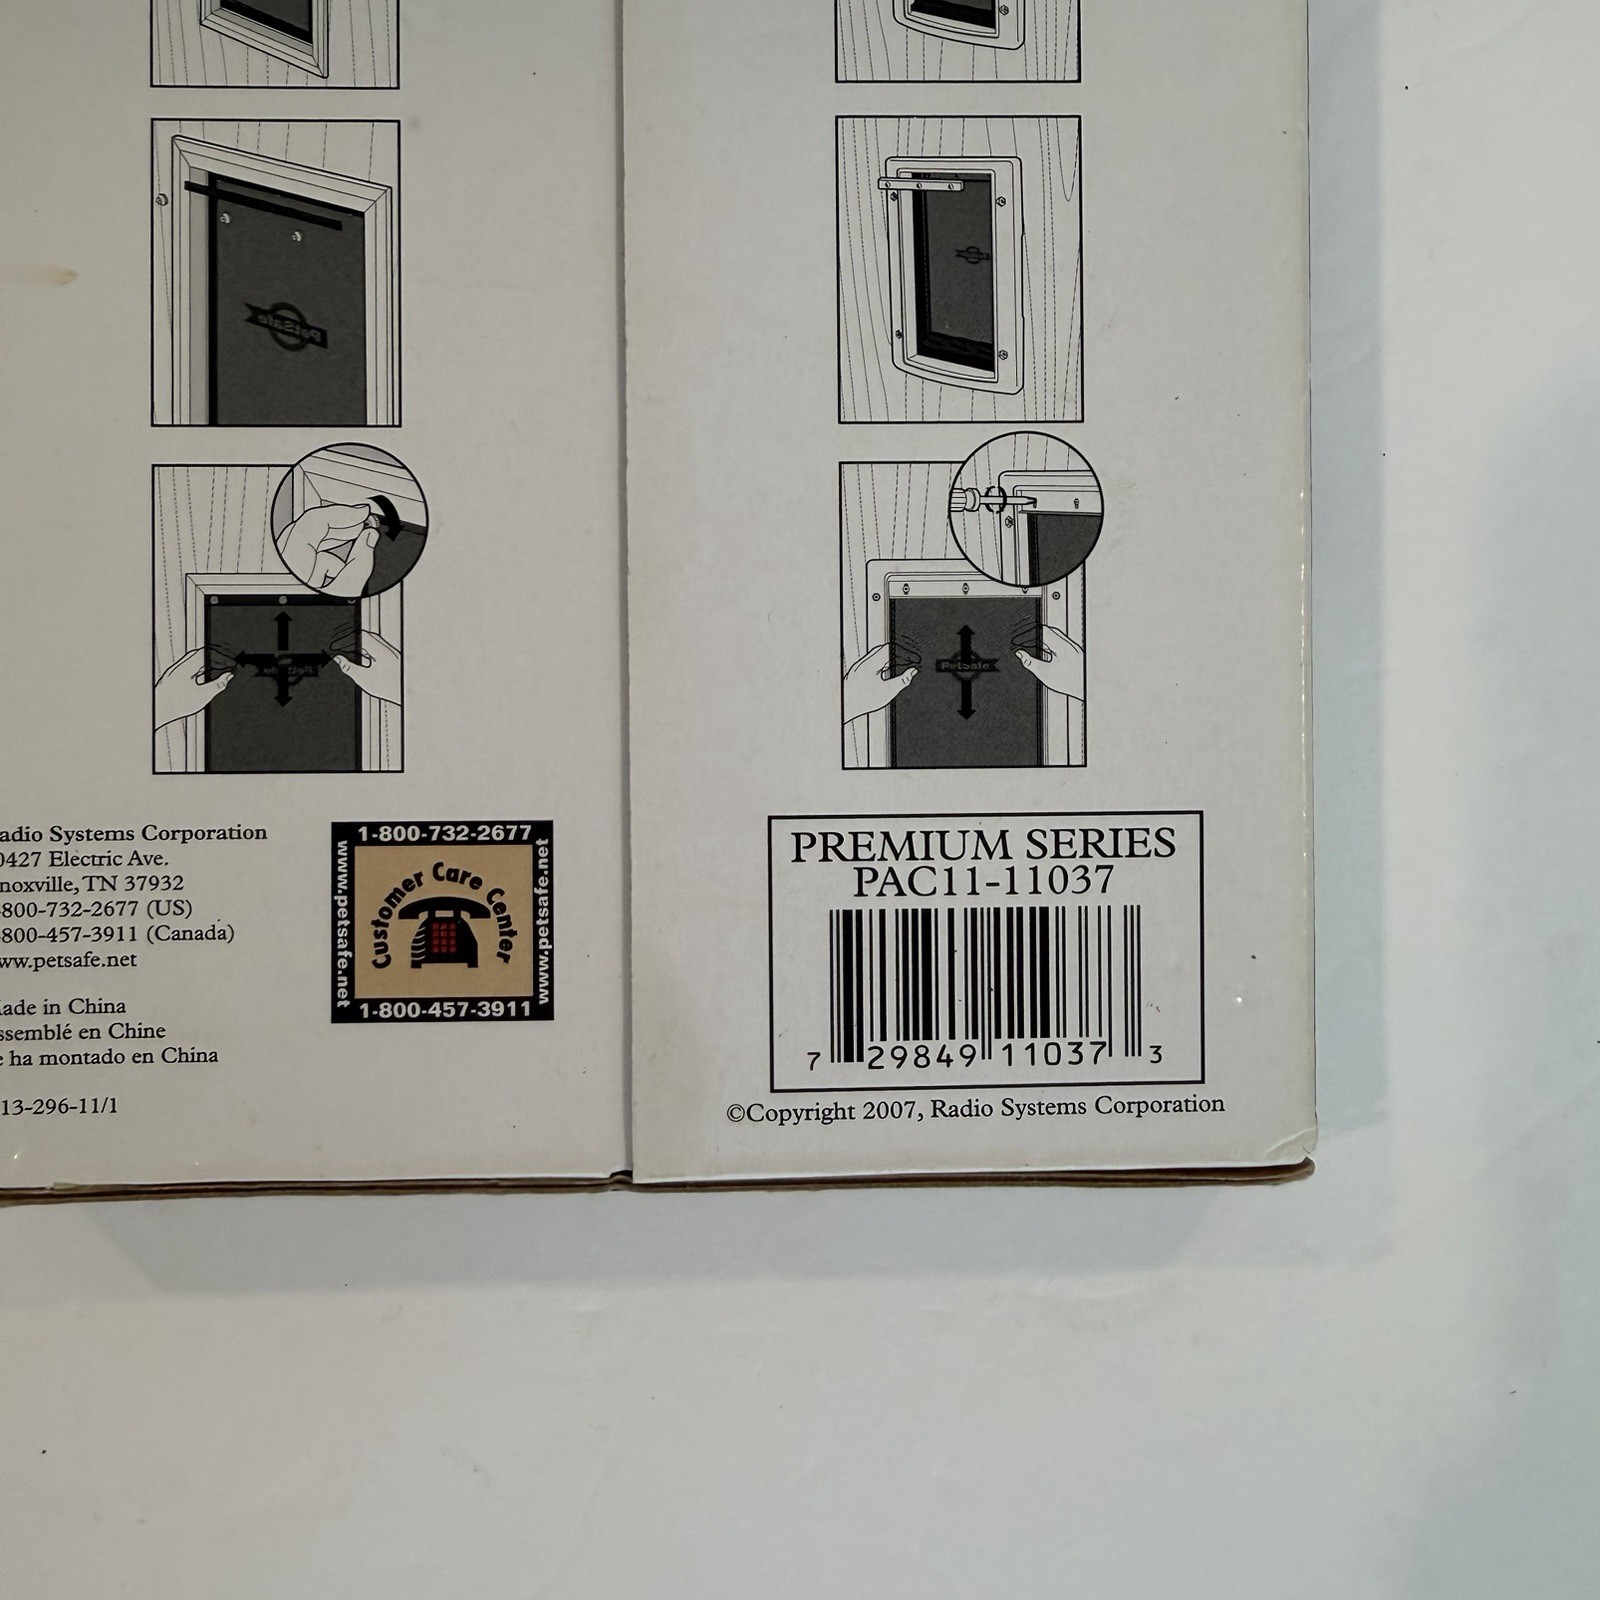 PetSafe
PetSafe
adio Systems Corporation
0427 Electric Ave.
noxville, TN 37932
-800-732-2677 (US)
-800-457-3911 (Canada)
ww.petsafe.net
ade in China
ssemblé en Chine
e ha montado en China
13-296-11/1
1-800-732-2677
www.petsafe.net
Customer Care Center
www.petsafe.net
1-800-457-3911
PREMIUM SERIES
PAC11-11037
7 29849 11037 3
©Copyright 2007, Radio Systems Corporation